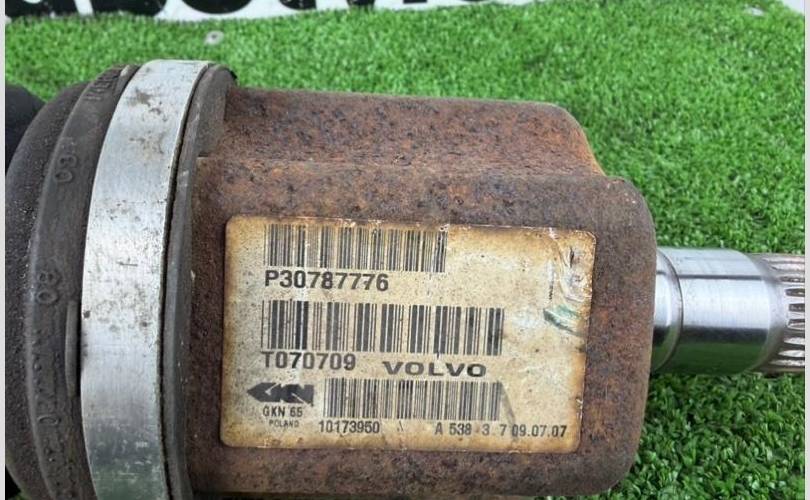 P30787776
T070709 VOLVO
GKN
GKN 65
POLAND
10173950 A 538 3 7 09.07.07